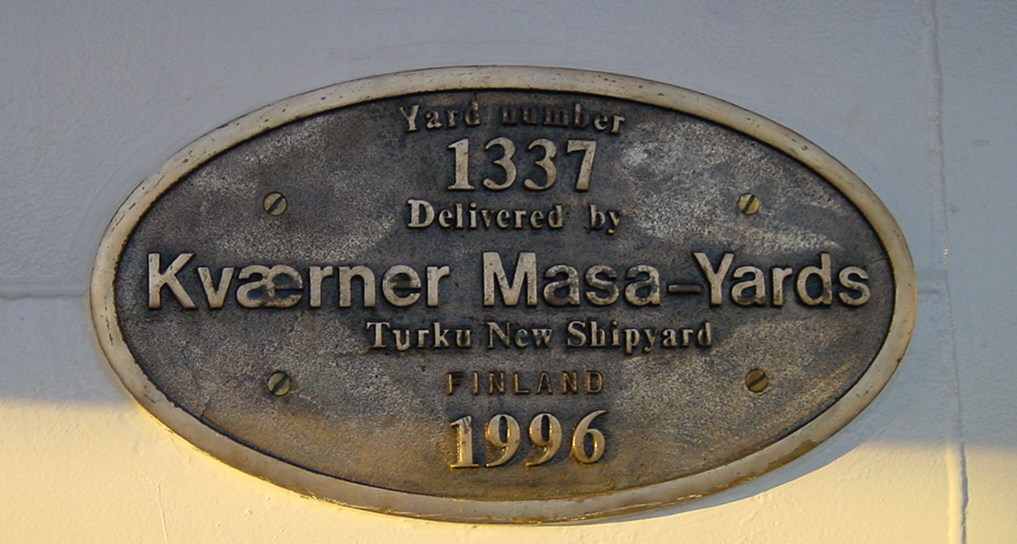 Yard number
1337
Delivered by
Kværner Masa-Yards
Turku New Shipyard
FINLAND
1996